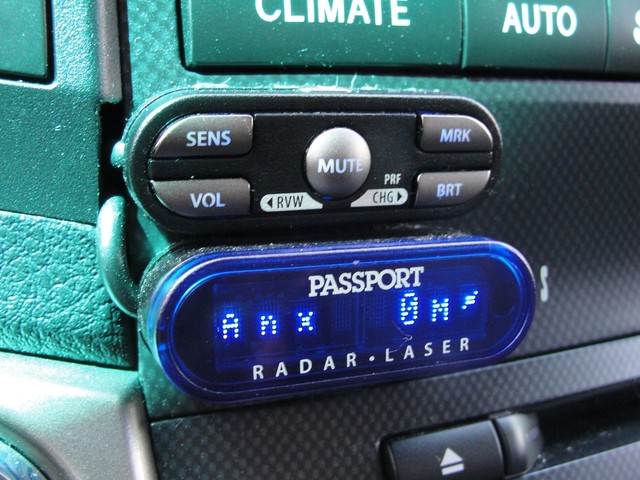 CLIMATE AUTO
SENS MUTE MRK
VOL RVW PRF CHG BRT
PASSPORT
Anx 0M
RADAR·LASER
S